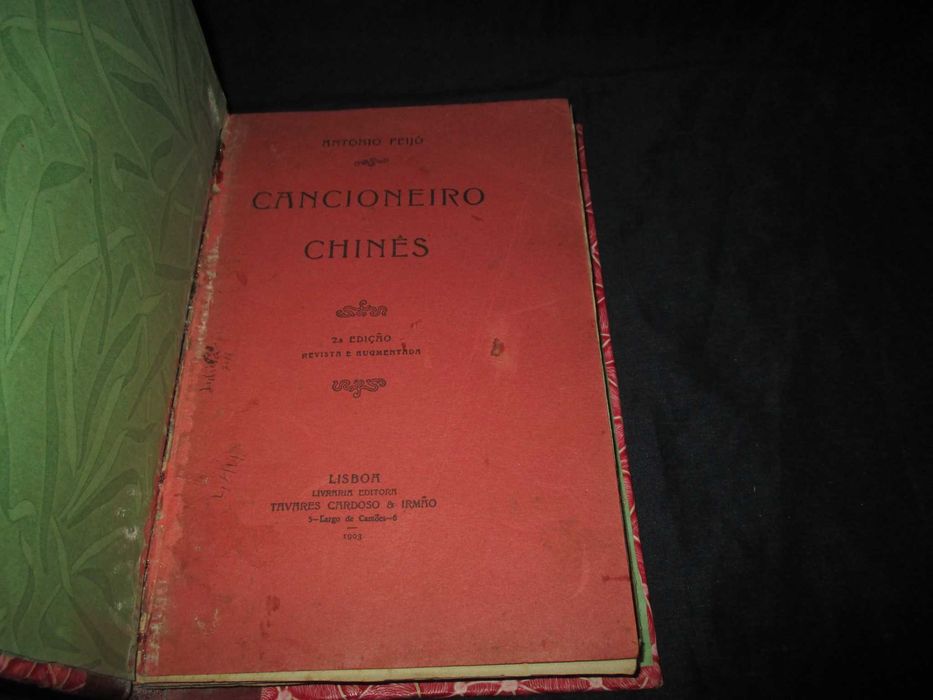 ANTONIO FEIJÓ
CANCIONEIRO
CHINÊS
2a EDIÇÃO
REVISTA E AUGMENTADA
LISBOA
LIVRARIA EDITORA
TAVARES CARDOSO & IRMÃO
5—Largo de Camões—6
1903